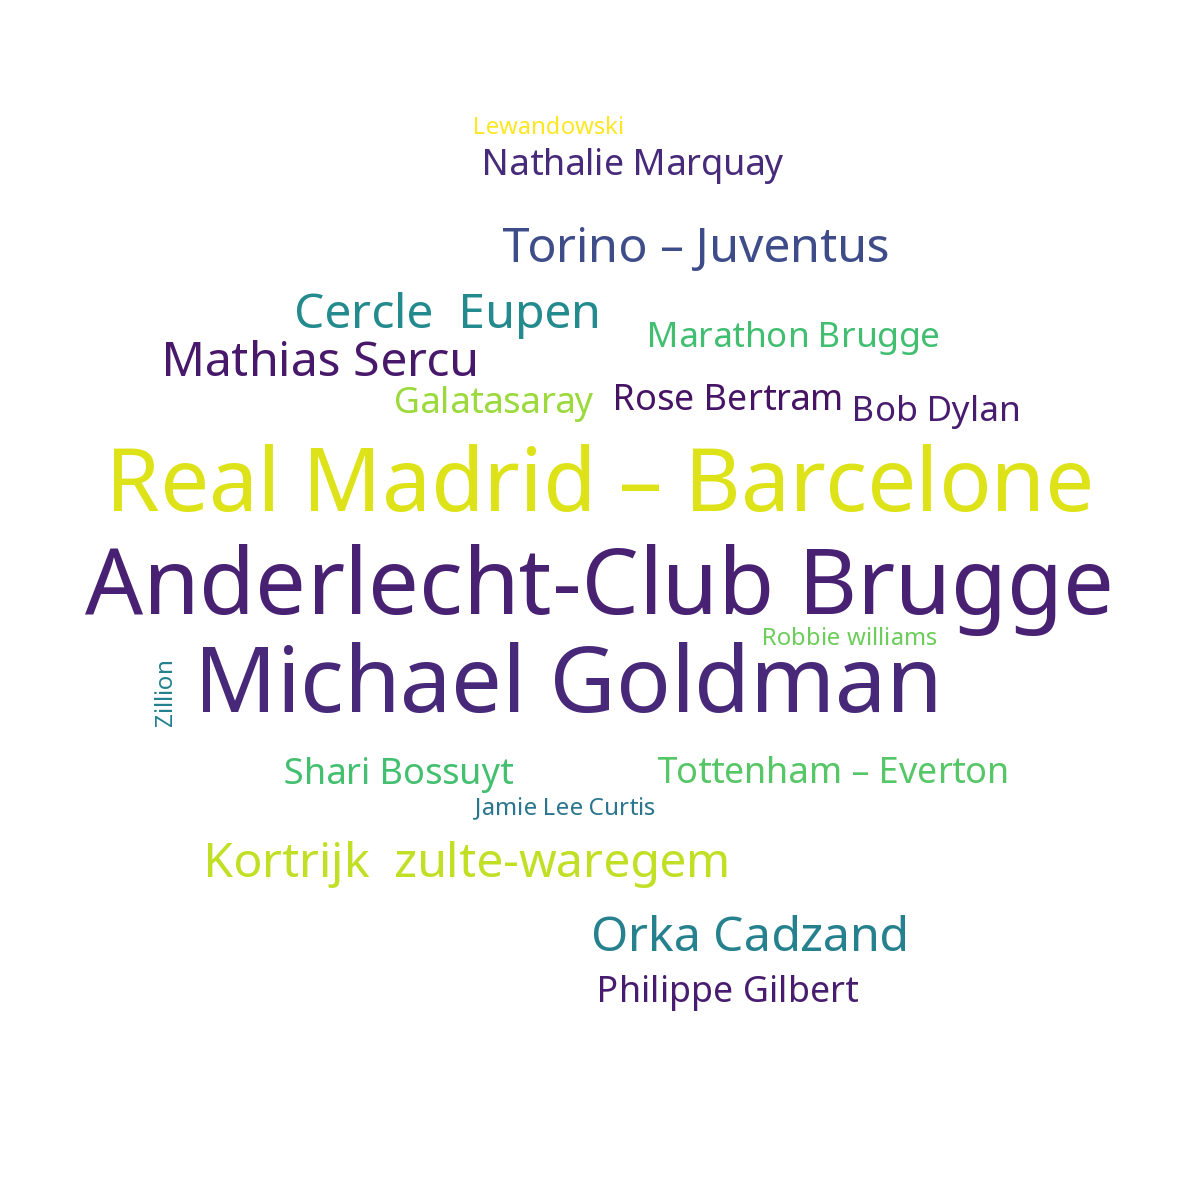 Lewandowski
Nathalie Marquay
Torino – Juventus
Cercle  Eupen
Marathon Brugge
Mathias Sercu
Galatasaray
Rose Bertram
Bob Dylan
Real Madrid – Barcelone
Anderlecht-Club Brugge
Robbie williams
Michael Goldman
Zillion
Shari Bossuyt
Tottenham – Everton
Jamie Lee Curtis
Kortrijk  zulte-waregem
Orka Cadzand
Philippe Gilbert